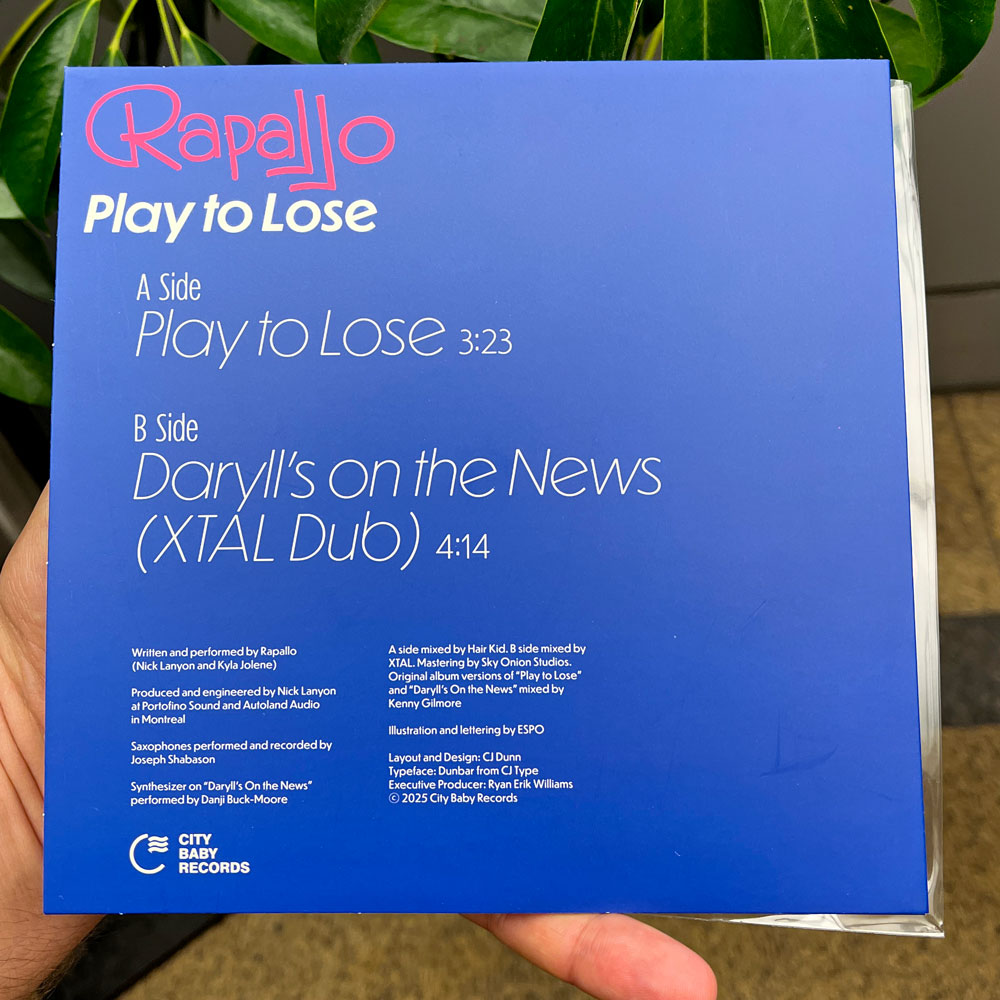 Rapallo
Play to Lose
A Side
Play to Lose 3:23
B Side
Daryll's on the News
(XTAL Dub) 4:14
Written and performed by Rapallo
(Nick Lanyon and Kyla Jolene)
Produced and engineered by Nick Lanyon
at Portofino Sound and Autoland Audio
in Montreal
Saxophones performed and recorded by
Joseph Shabason
Synthesizer on "Daryll's On the News"
performed by Danji Buck-Moore
A side mixed by Hair Kid. B side mixed by
XTAL. Mastering by Sky Onion Studios.
Original album versions of "Play to Lose"
and "Daryll's On the News" mixed by
Kenny Gilmore
Illustration and lettering by ESPO
Layout and Design: CJ Dunn
Typeface: Dunbar from CJ Type
Executive Producer: Ryan Erik Williams
© 2025 City Baby Records
CITY
BABY
RECORDS